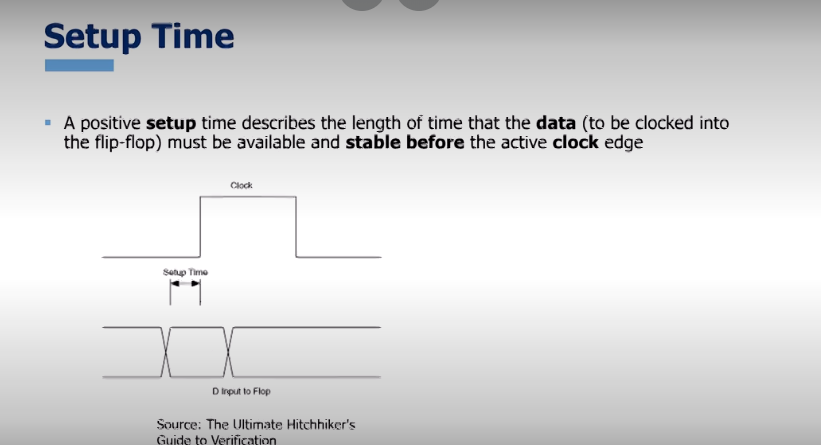 Setup Time
▪ A positive setup time describes the length of time that the data (to be clocked into
the flip-flop) must be available and stable before the active clock edge
Clock
Setup Time
D Input to Flop
Source: The Ultimate Hitchhiker's
Guide to Verification